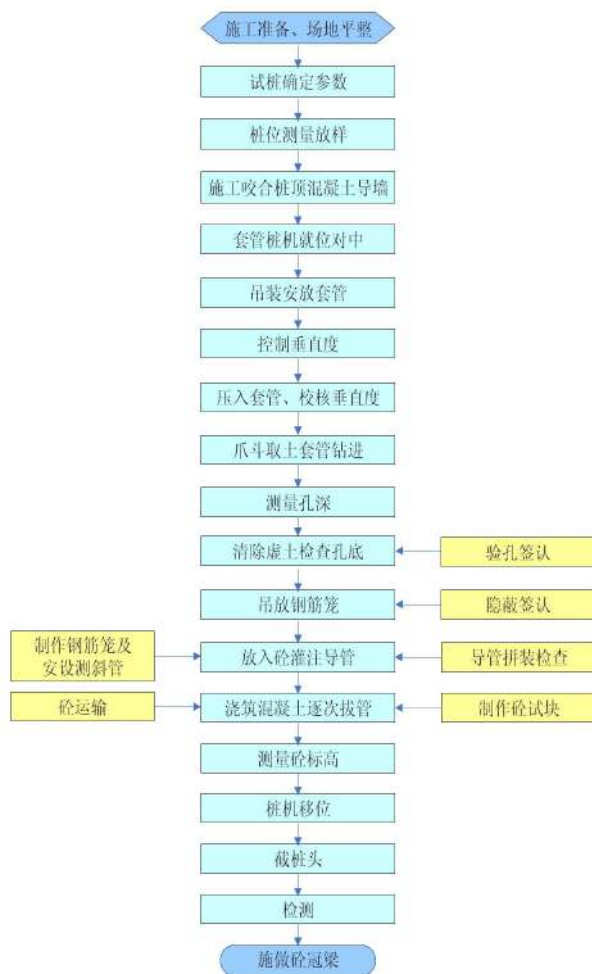 施工准备、场地平整
试桩确定参数
桩位测量放样
施工咬合桩顶混凝土导墙
套管桩机就位对中
吊装安放套管
控制垂直度
压入套管、校核垂直度
爪斗取土套管钻进
测量孔深
清除虚土检查孔底
验孔签认
吊放钢筋笼
隐蔽签认
制作钢筋笼及
安设测斜管
放入砼灌注导管
导管拼装检查
砼运输
浇筑混凝土逐次拔管
制作砼试块
测量砼标高
桩机移位
截桩头
检测
施做砼冠梁